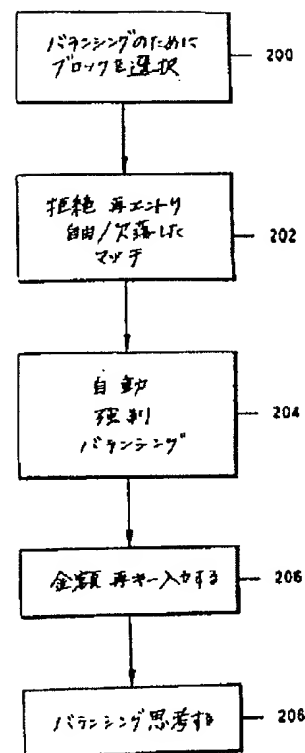 バランシングのために
ブロックを選択
200
拒絶 再エントリ
自由/欠落した
マッチ
202
自動
強制
バランシング
204
金額 再キー入力する
206
バランシング思考する
206